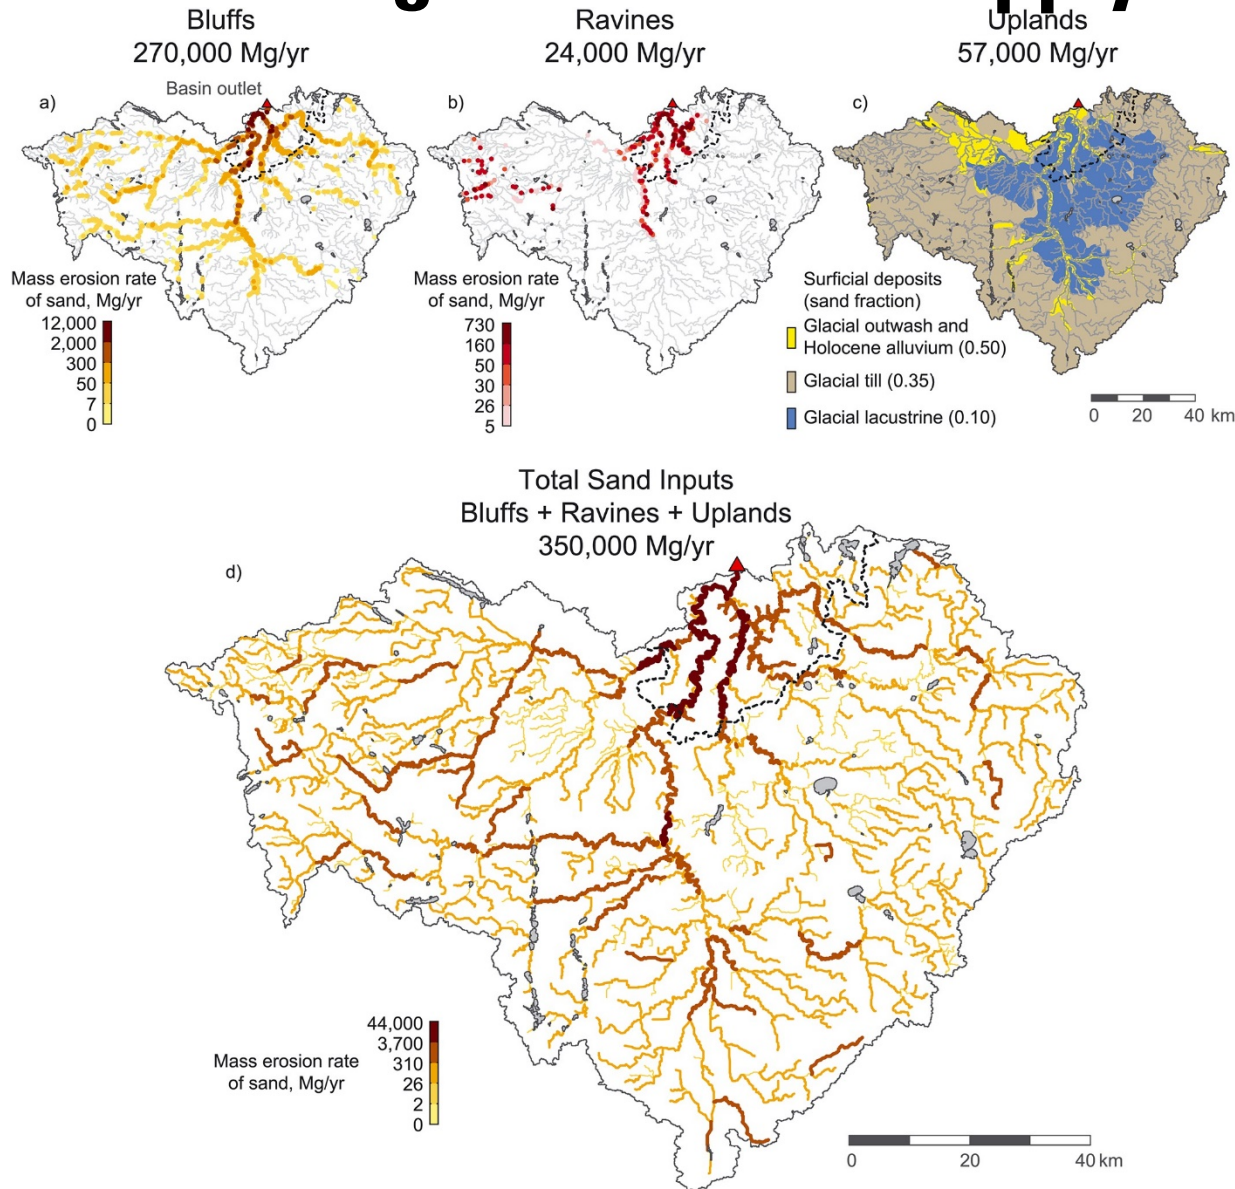 Bluffs
270,000 Mg/yr
Ravines
24,000 Mg/yr
Uplands
57,000 Mg/yr
a)
Basin outlet
b)
c)
Mass erosion rate
of sand, Mg/yr
12,000
2,000
300
50
7
0
Mass erosion rate
of sand, Mg/yr
730
160
50
30
26
5
Surficial deposits
(sand fraction)
Glacial outwash and
Holocene alluvium (0.50)
Glacial till (0.35)
Glacial lacustrine (0.10)
0 20 40 km
Total Sand Inputs
Bluffs + Ravines + Uplands
350,000 Mg/yr
d)
Mass erosion rate
of sand, Mg/yr
44,000
3,700
310
26
2
0
0 20 40 km